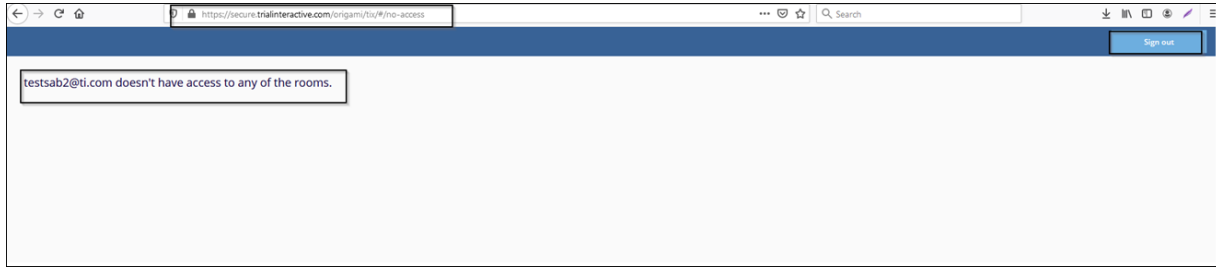 https://secure.trialinteractive.com/origami/tix/#/no-access
Search
Sign out
testsab2@ti.com doesn't have access to any of the rooms.